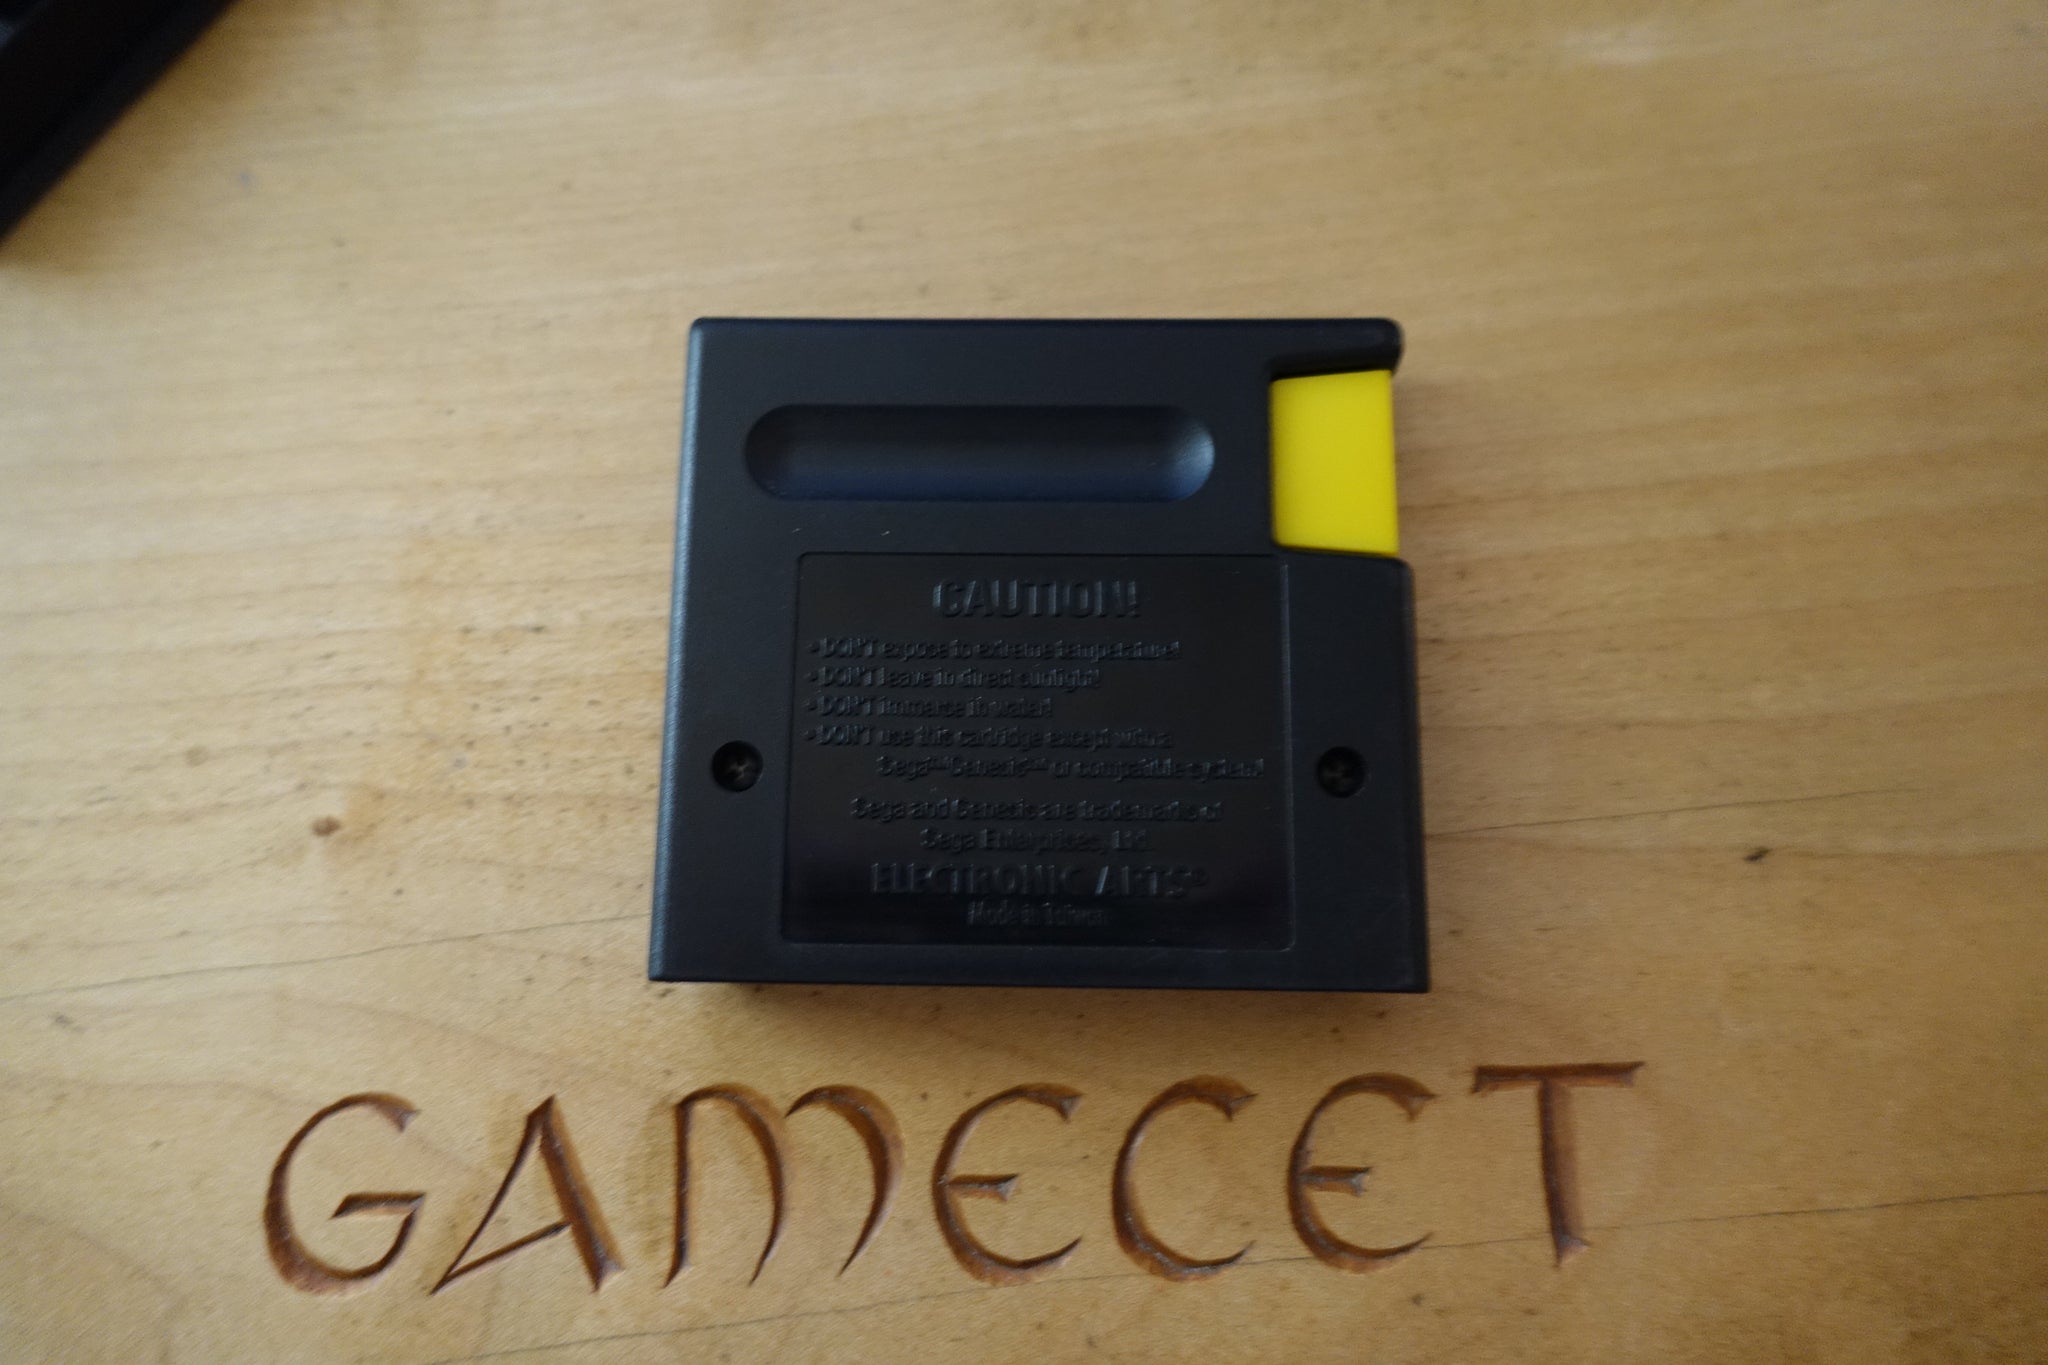 CAUTION!
• DON'T expose to extreme temperature!
• DON'T leave in direct sunlight!
• DON'T immerse in water!
• DON'T use this cartridge except with a
Sega™ Genesis™ or compatible system!
Sega and Genesis are trademarks of
Sega Enterprises, Ltd.
ELECTRONIC ARTS®
Made in Taiwan
GAMECET